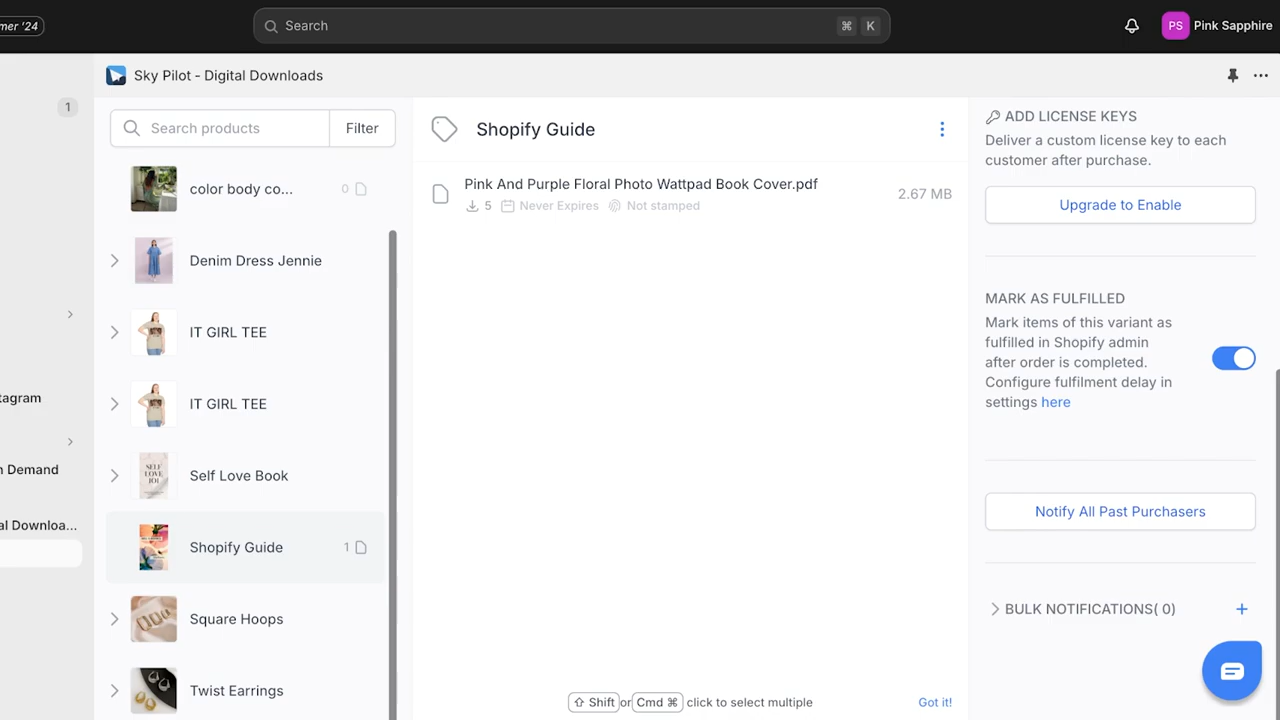 mer '24
Search
⌘ K
PS Pink Sapphire
Sky Pilot - Digital Downloads
1
tagram
n Demand
al Downloa...
Search products
Filter
color body co...
0
Denim Dress Jennie
IT GIRL TEE
IT GIRL TEE
SELF LOVE 101
Self Love Book
Shopify Guide
1
Square Hoops
Twist Earrings
Shopify Guide
Pink And Purple Floral Photo Wattpad Book Cover.pdf
5 Never Expires Not stamped
2.67 MB
⇧ Shift or Cmd ⌘ click to select multiple
Got it!
ADD LICENSE KEYS
Deliver a custom license key to each
customer after purchase.
Upgrade to Enable
MARK AS FULFILLED
Mark items of this variant as
fulfilled in Shopify admin
after order is completed.
Configure fulfilment delay in
settings here
Notify All Past Purchasers
BULK NOTIFICATIONS( 0)
+